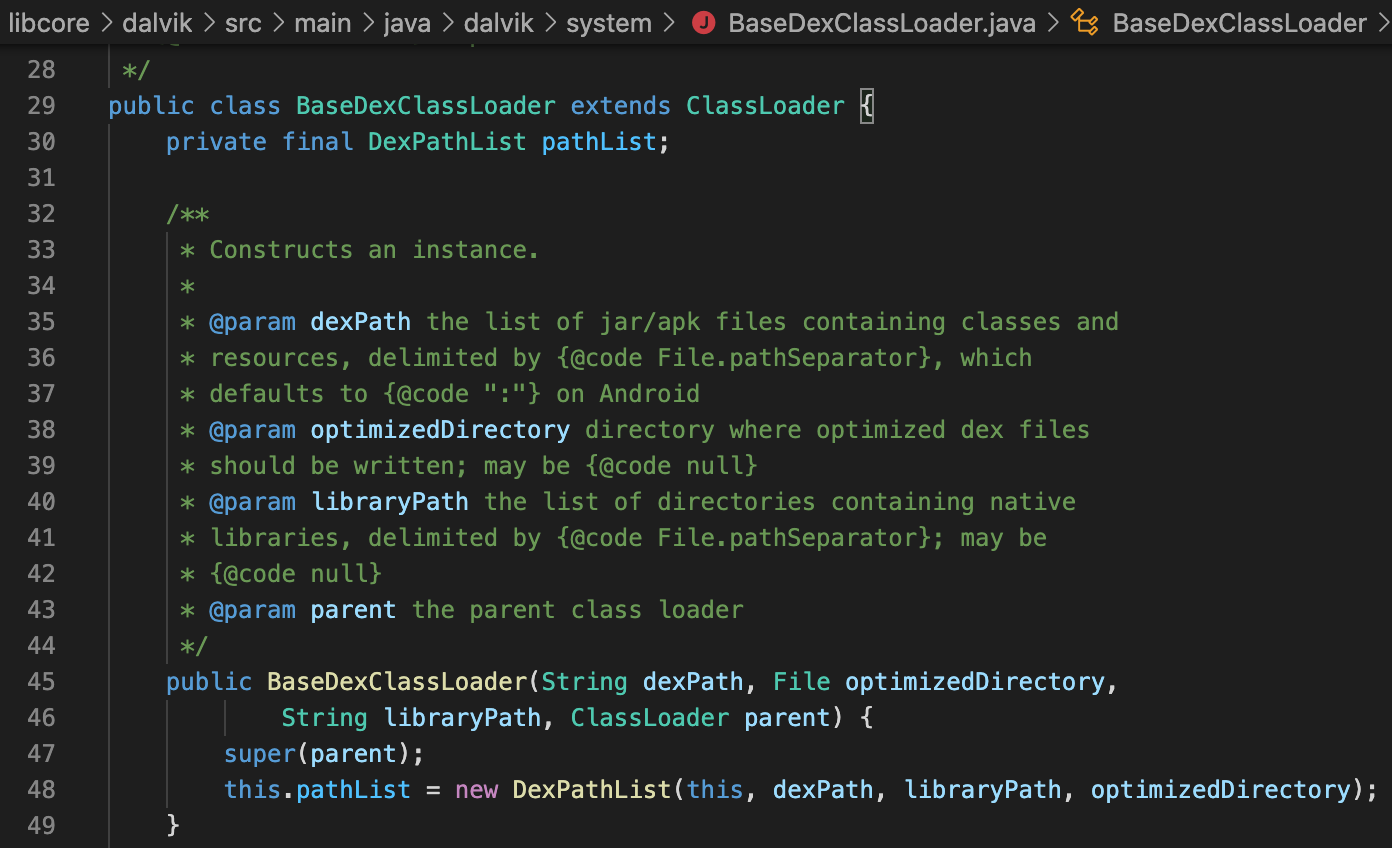 libcore > dalvik > src > main > java > dalvik > system > J BaseDexClassLoader.java > BaseDexClassLoader >
28 */
29 public class BaseDexClassLoader extends ClassLoader {
30     private final DexPathList pathList;
31
32     /**
33      * Constructs an instance.
34      *
35      * @param dexPath the list of jar/apk files containing classes and
36      * resources, delimited by {@code File.pathSeparator}, which
37      * defaults to {@code ":"} on Android
38      * @param optimizedDirectory directory where optimized dex files
39      * should be written; may be {@code null}
40      * @param libraryPath the list of directories containing native
41      * libraries, delimited by {@code File.pathSeparator}; may be
42      * {@code null}
43      * @param parent the parent class loader
44      */
45     public BaseDexClassLoader(String dexPath, File optimizedDirectory,
46             String libraryPath, ClassLoader parent) {
47         super(parent);
48         this.pathList = new DexPathList(this, dexPath, libraryPath, optimizedDirectory);
49     }